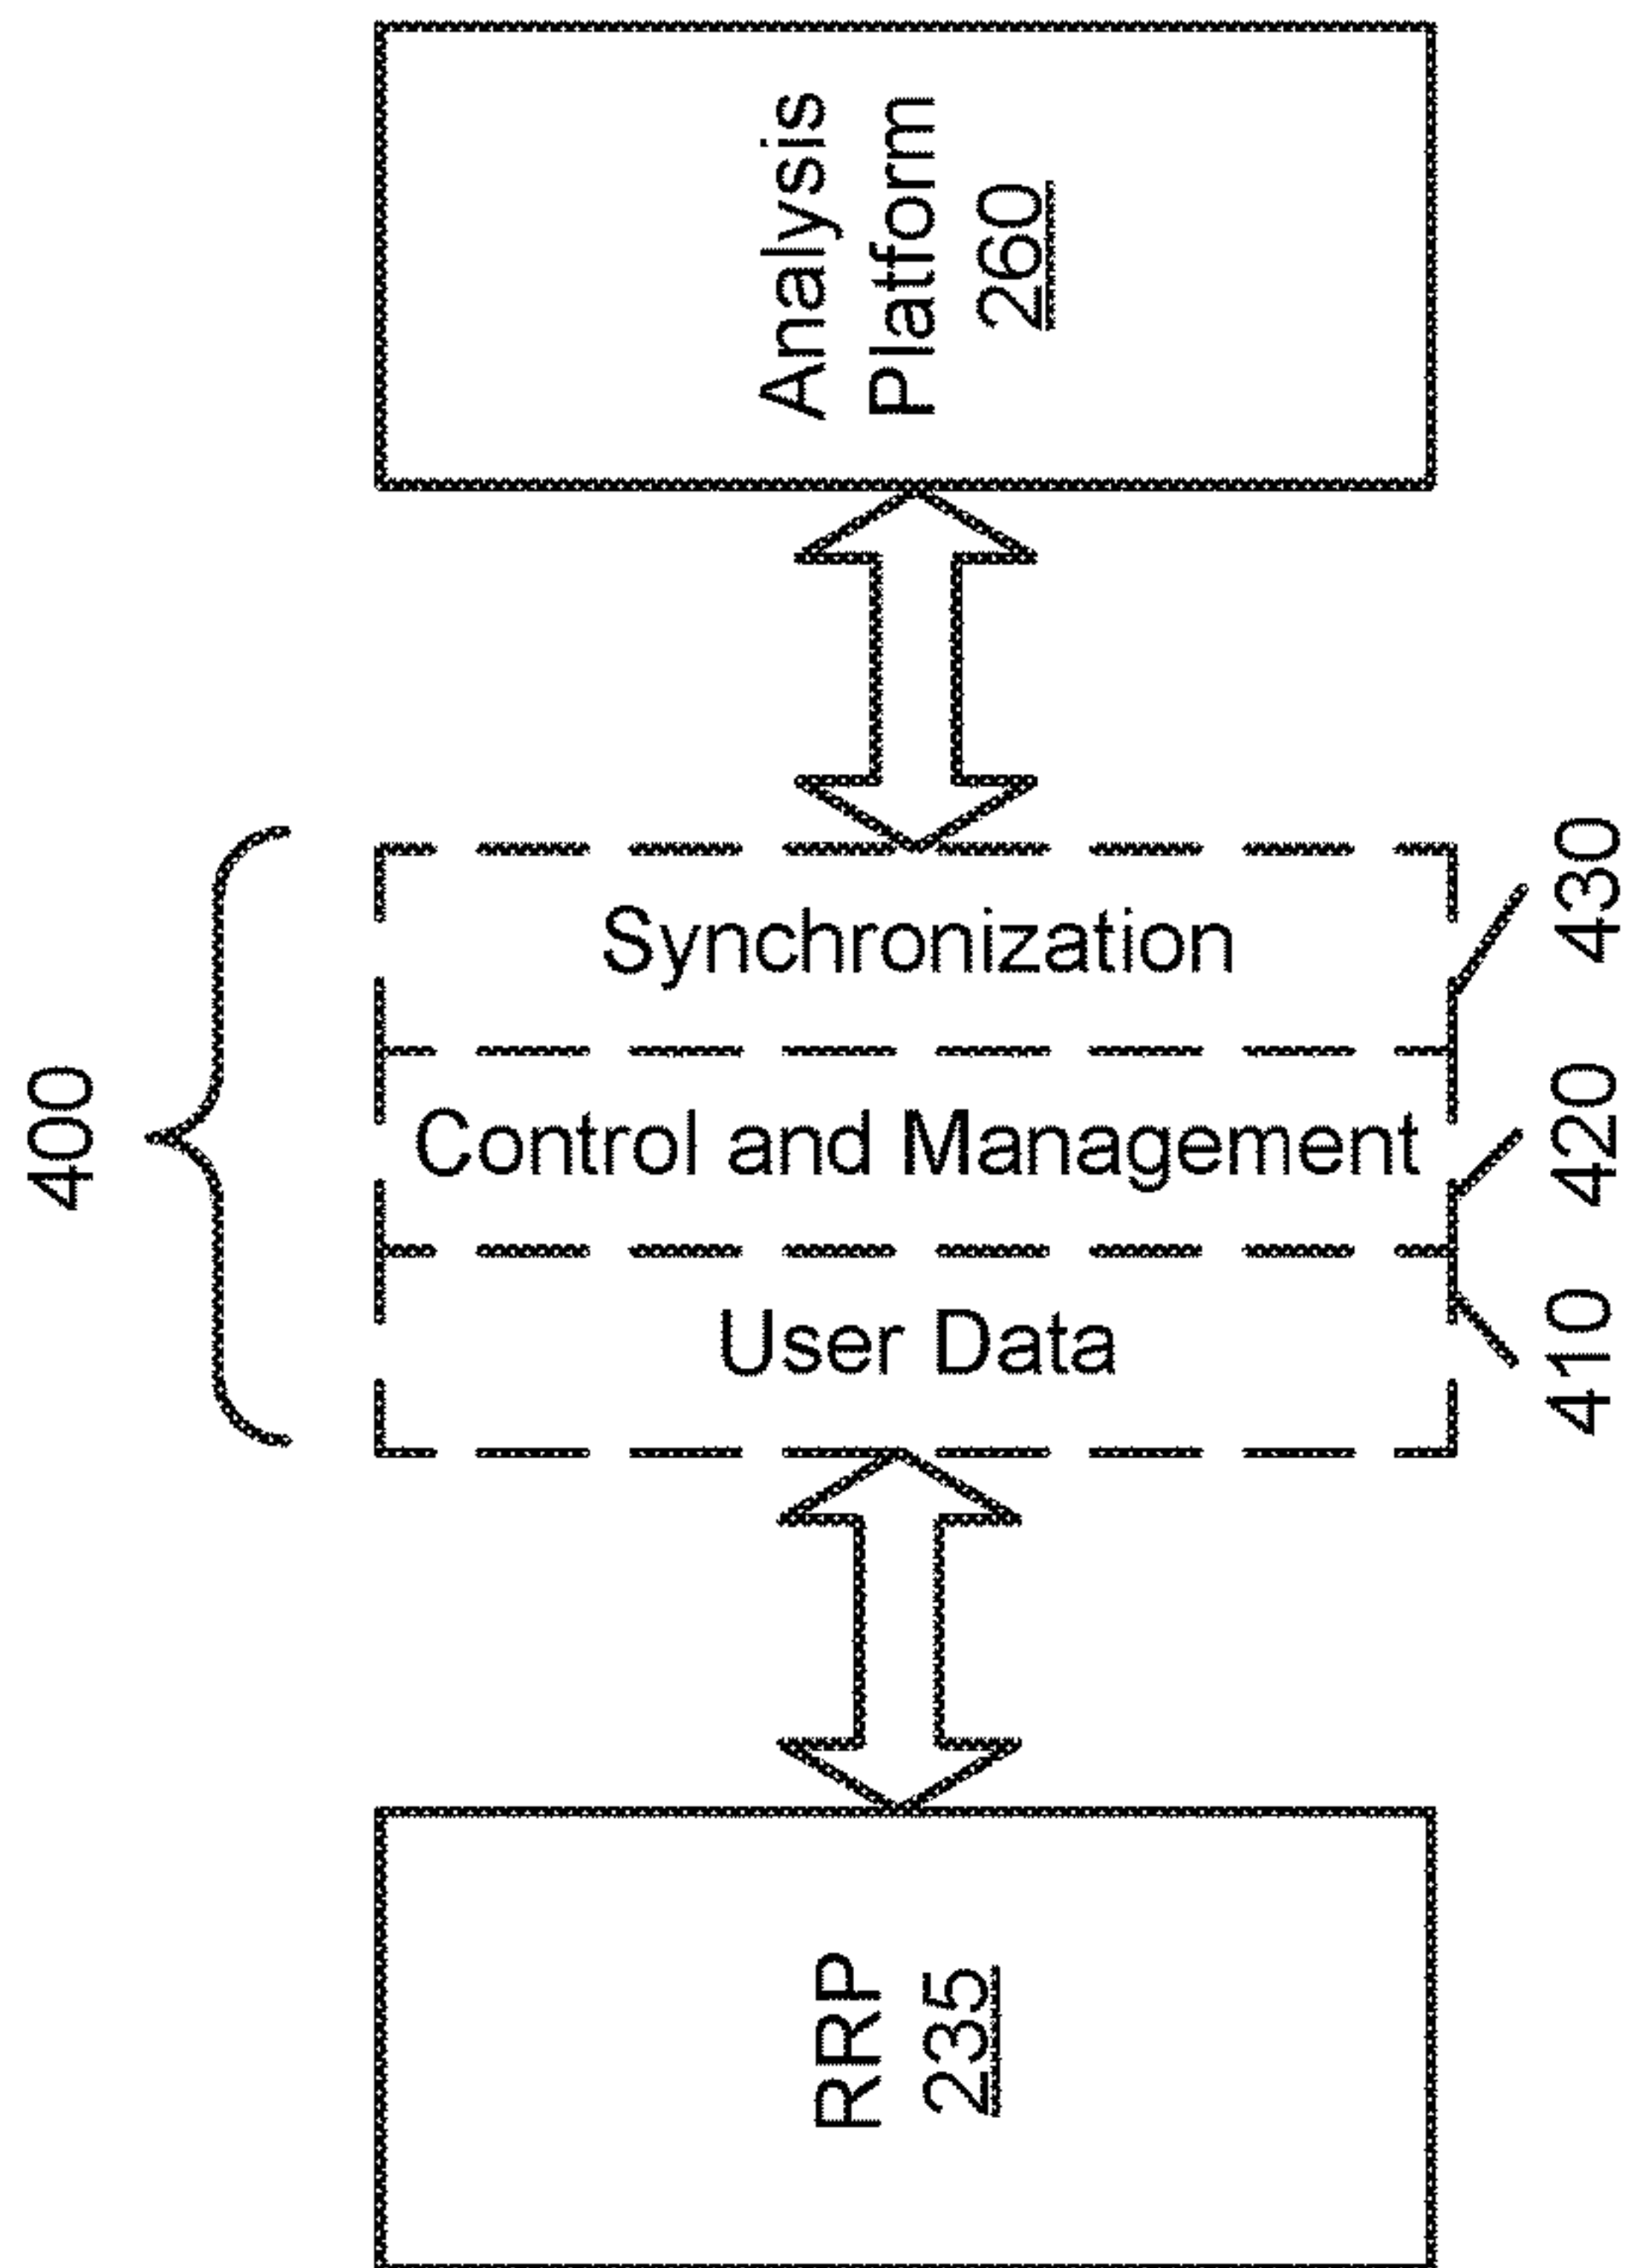 400
RRP
235
User Data
Control and Management
Synchronization
Analysis
Platform
260
410
420
430